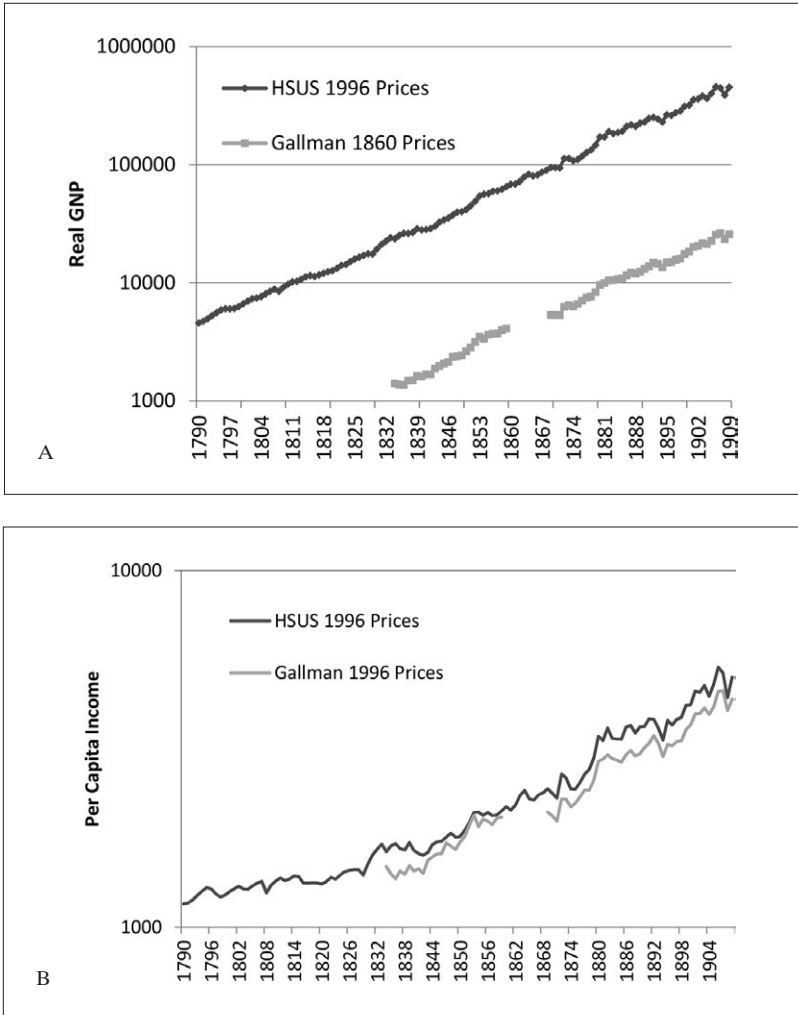 1000000
HSUS 1996 Prices
Gallman 1860 Prices
100000
Real GNP
10000
1000
1790 1797 1804 1811 1818 1825 1832 1839 1846 1853 1860 1867 1874 1881 1888 1895 1902 1909
A
10000
HSUS 1996 Prices
Gallman 1996 Prices
Per Capita Income
1000
1790 1796 1802 1808 1814 1820 1826 1832 1838 1844 1850 1856 1862 1868 1874 1880 1886 1892 1898 1904
B